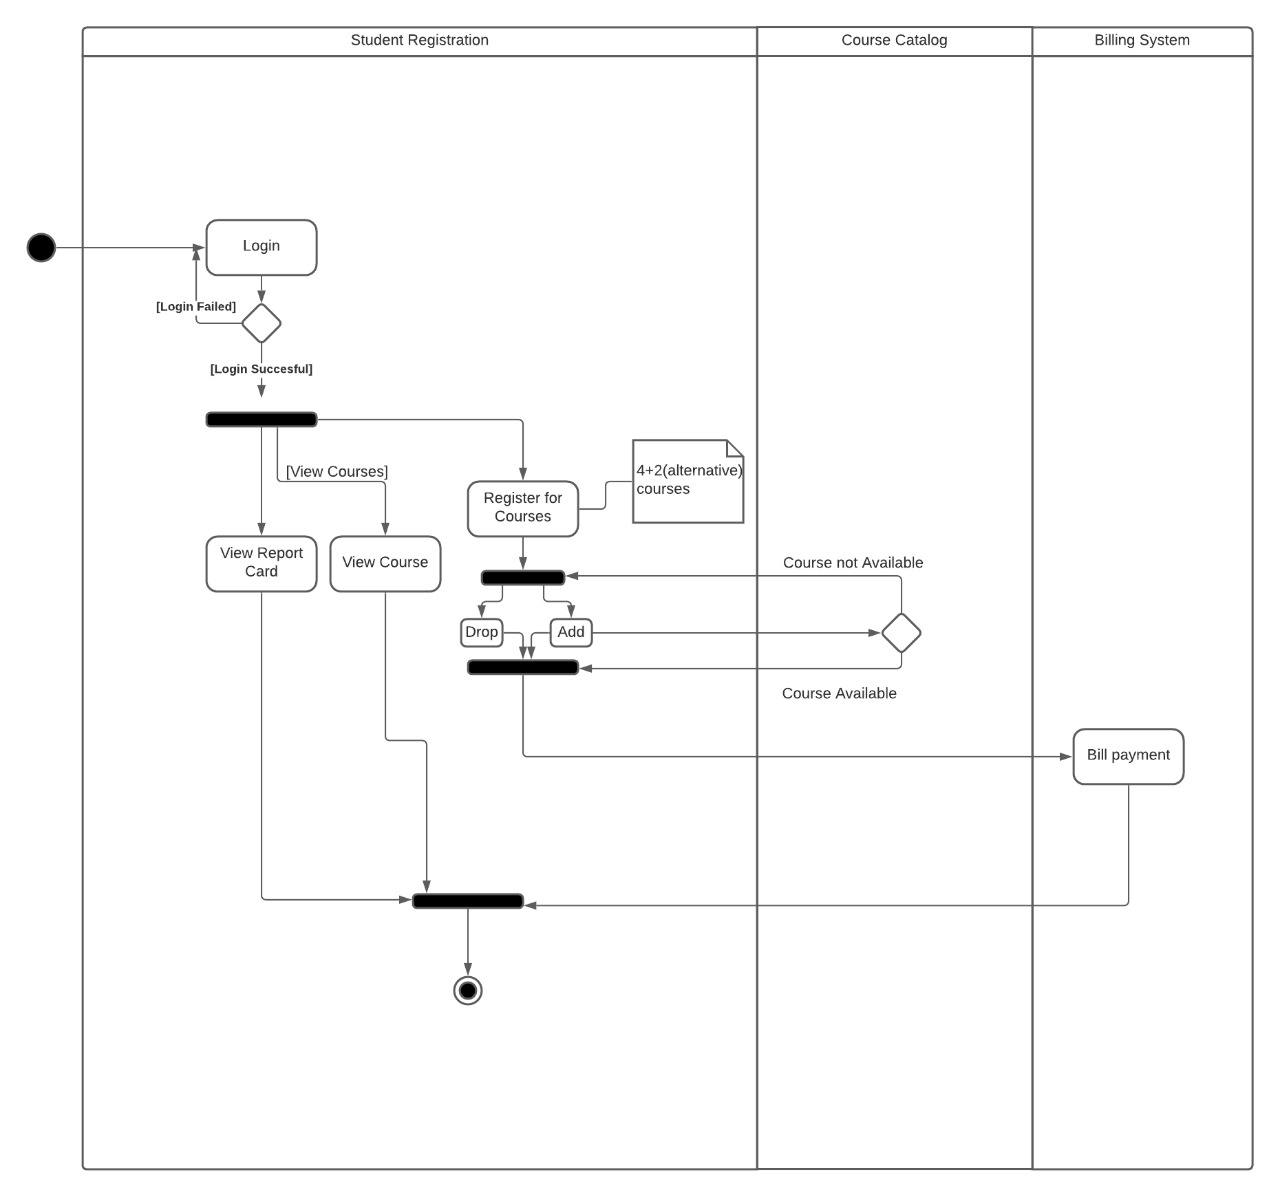 Student Registration
Course Catalog
Billing System
Login
[Login Failed]
[Login Succesful]
[View Courses]
4+2(alternative)
courses
Register for
Courses
View Report
Card
View Course
Course not Available
Drop
Add
Course Available
Bill payment